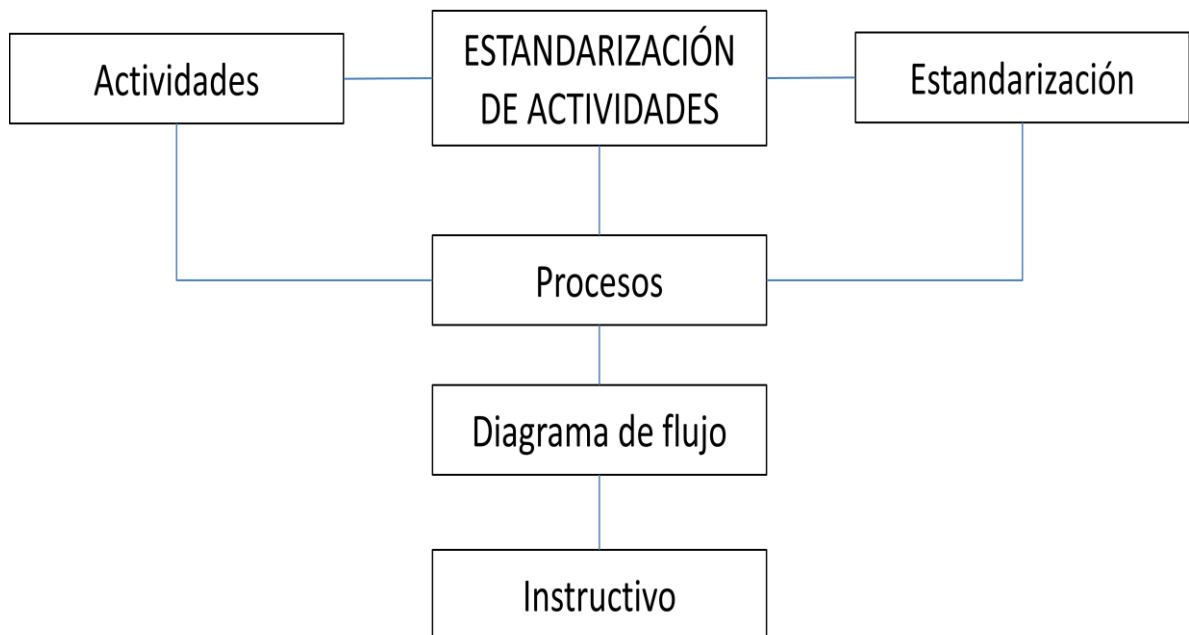 Actividades
ESTANDARIZACIÓN
DE ACTIVIDADES
Estandarización
Procesos
Diagrama de flujo
Instructivo